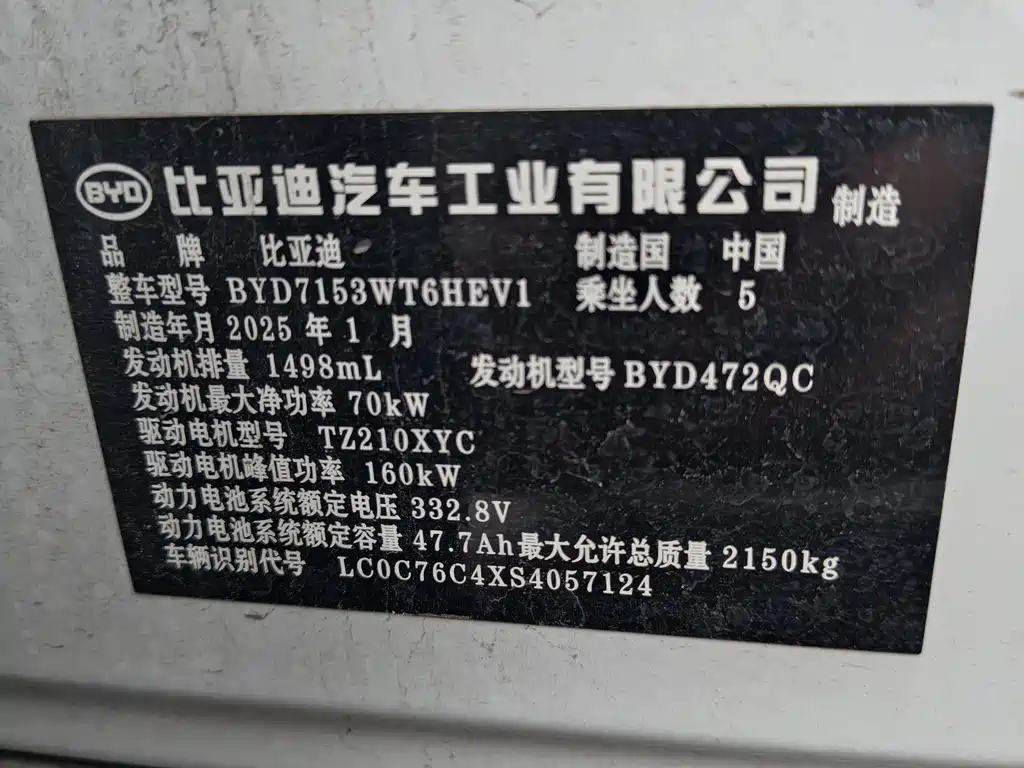 BYD 比亚迪汽车工业有限公司 制造
品 牌 比亚迪 制造国 中国
整车型号 BYD7153WT6HEV1 乘坐人数 5
制造年月 2025 年 1 月
发动机排量 1498mL 发动机型号 BYD472QC
发动机最大净功率 70kW
驱动电机型号 TZ210XYC
驱动电机峰值功率 160kW
动力电池系统额定电压 332.8V
动力电池系统额定容量 47.7Ah 最大允许总质量 2150kg
车辆识别代号 LC0C76C4XS4057124